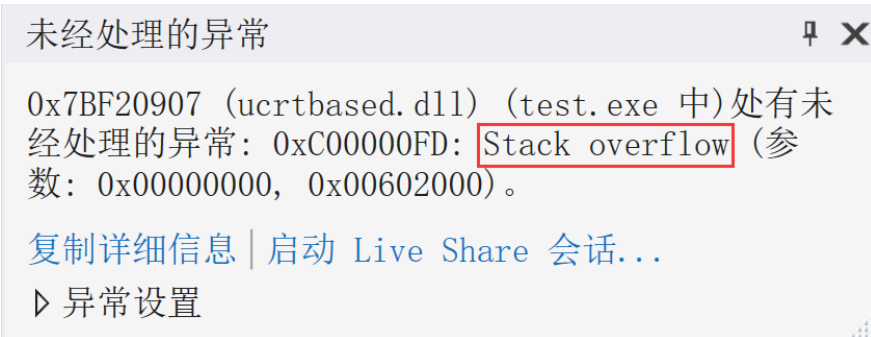 未经处理的异常
0x7BF20907 (ucrtbased.dll) (test.exe 中)处有未
经处理的异常: 0xC00000FD: Stack overflow (参
数: 0x00000000, 0x00602000)。
复制详细信息 | 启动 Live Share 会话...
异常设置